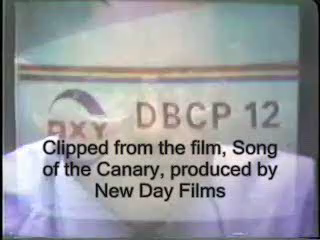 OXY
DBCP 12
Clipped from the film, Song
of the Canary, produced by
New Day Films